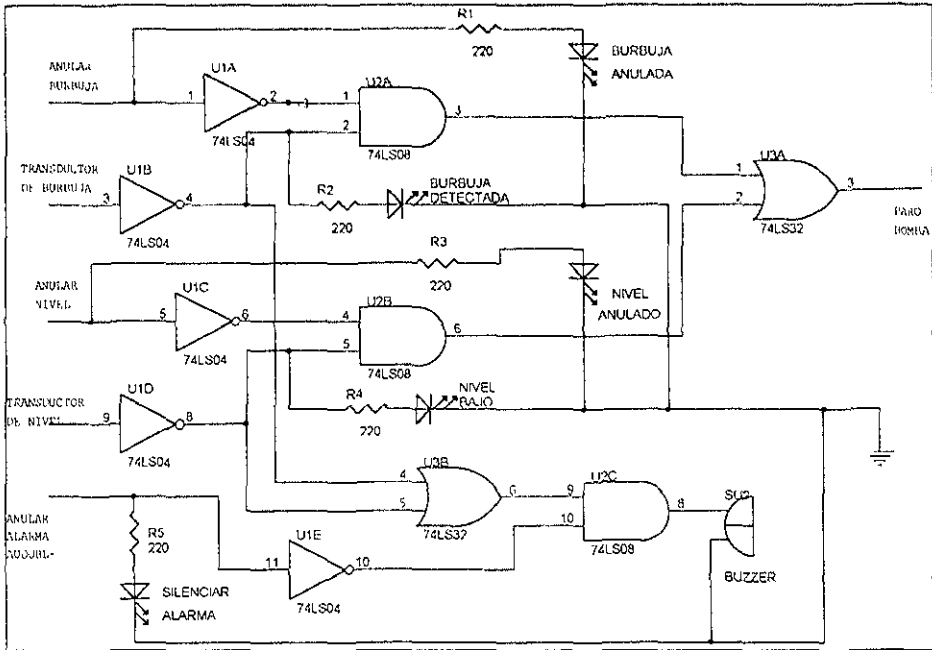 R1
220
BURBUJA
ANULADA
ANULAR
BURBUJA
U1A
1
2
74LS04
U2A
1
2
3
74LS08
TRANSDUCTOR
DE BURBUJA
U1B
3
4
74LS04
R2
220
BURBUJA
DETECTADA
U3A
1
2
3
74LS32
PARO
BOMBA
R3
220
ANULAR
NIVEL
U1C
5
6
74LS04
U2B
4
5
6
74LS08
NIVEL
ANULADO
TRANSDUCTOR
DE NIVEL
U1D
9
8
74LS04
R4
220
NIVEL
BAJO
U3B
4
5
6
74LS32
U2C
9
10
8
74LS08
BUZZER
ANULAR
ALARMA
R5
220
U1E
11
10
74LS04
SILENCIAR
ALARMA